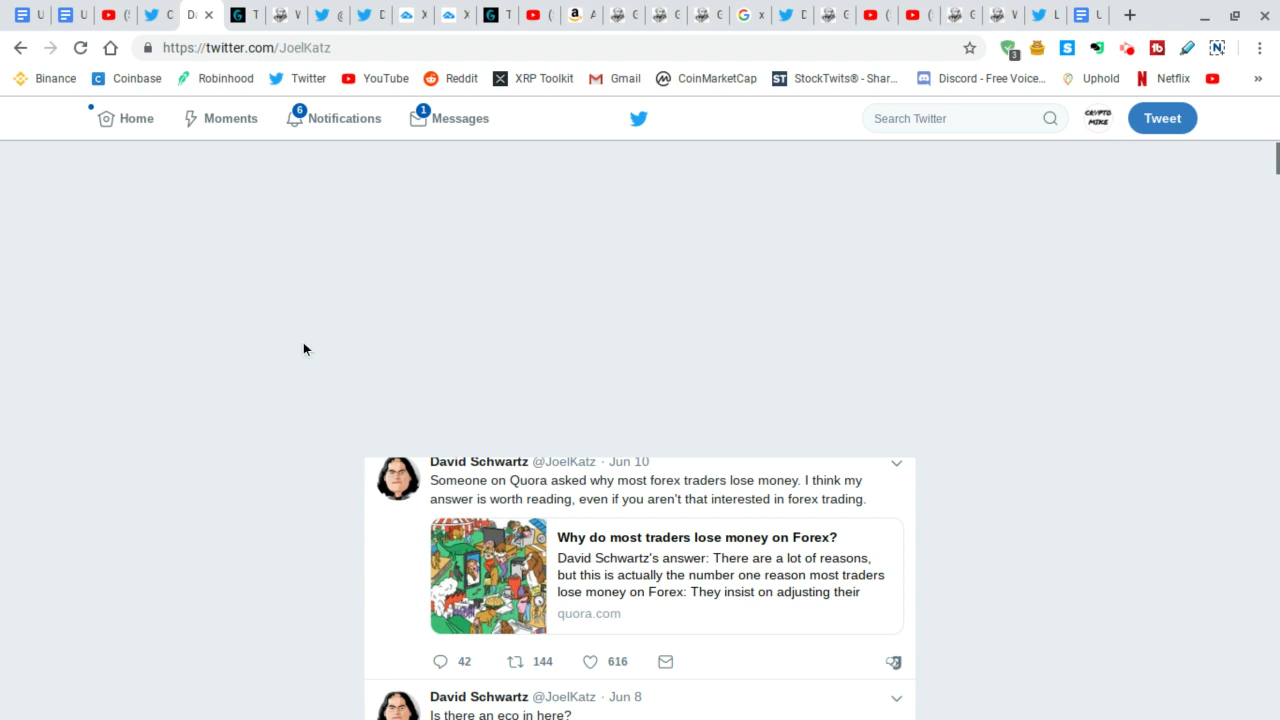 U
U
(
C
D
T
W
@
D
X
X
T
(
A
G
G
G
x
D
G
(
(
G
W
L
U
https://twitter.com/JoelKatz
3
Binance
Coinbase
Robinhood
Twitter
YouTube
Reddit
XRP Toolkit
Gmail
CoinMarketCap
ST StockTwits® - Shar...
Discord - Free Voice...
Uphold
Netflix
»
Home
Moments
6 Notifications
1 Messages
Search Twitter
CRYPTO MIKE
Tweet
David Schwartz @JoelKatz · Jun 10
Someone on Quora asked why most forex traders lose money. I think my
answer is worth reading, even if you aren't that interested in forex trading.
Why do most traders lose money on Forex?
David Schwartz's answer: There are a lot of reasons,
but this is actually the number one reason most traders
lose money on Forex: They insist on adjusting their
quora.com
42 144 616
David Schwartz @JoelKatz · Jun 8
Is there an eco in here?